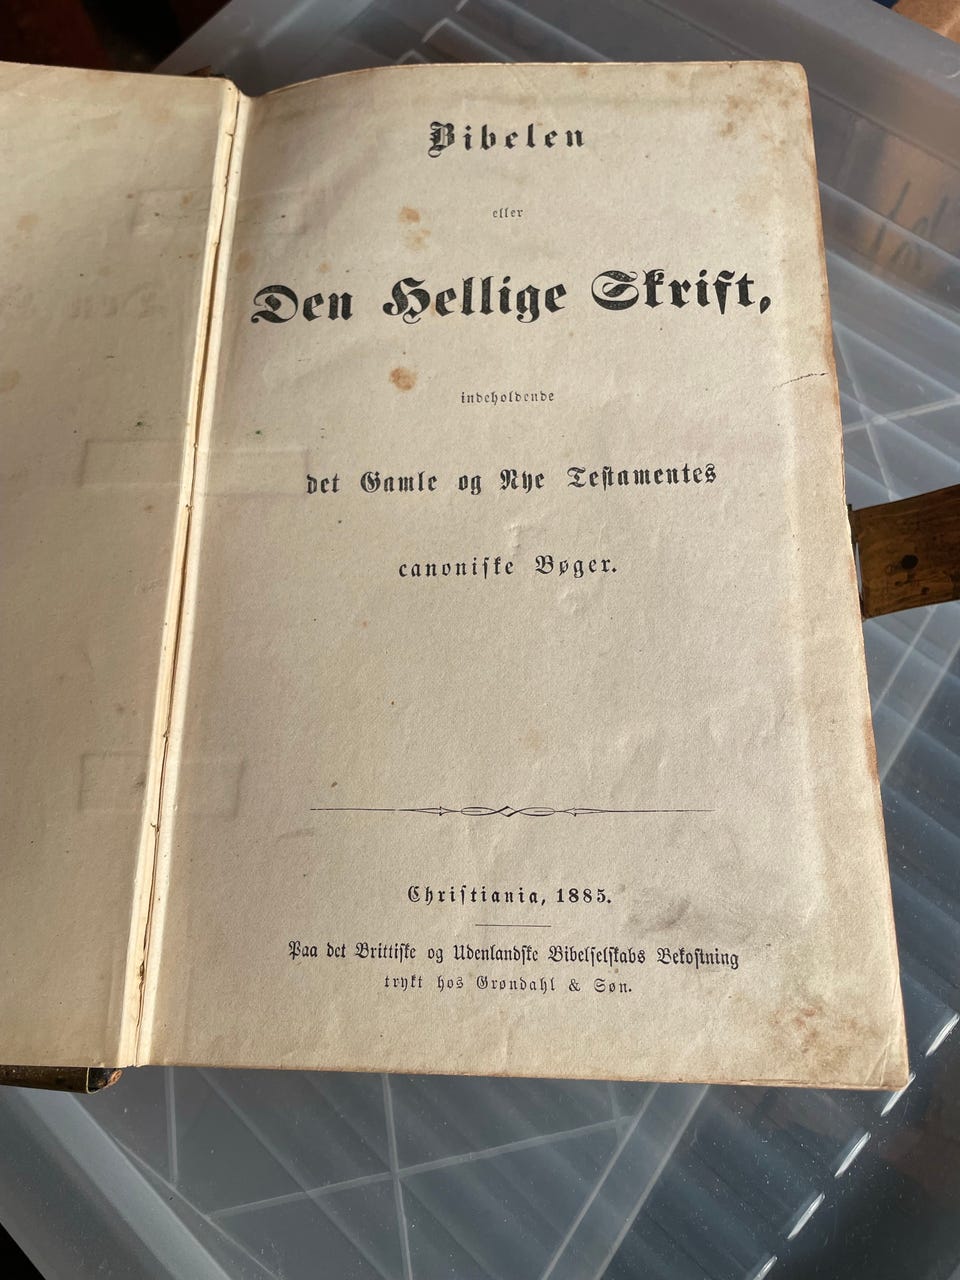 Bibelen
eller
Den Hellige Skrift,
indeholdende
det Gamle og Nye Testamentes
canoniske Bøger.
Christiania, 1885.
Paa det Brittiske og Udenlandske Bibelselskabs Bekostning
trykt hos Grøndahl & Søn.